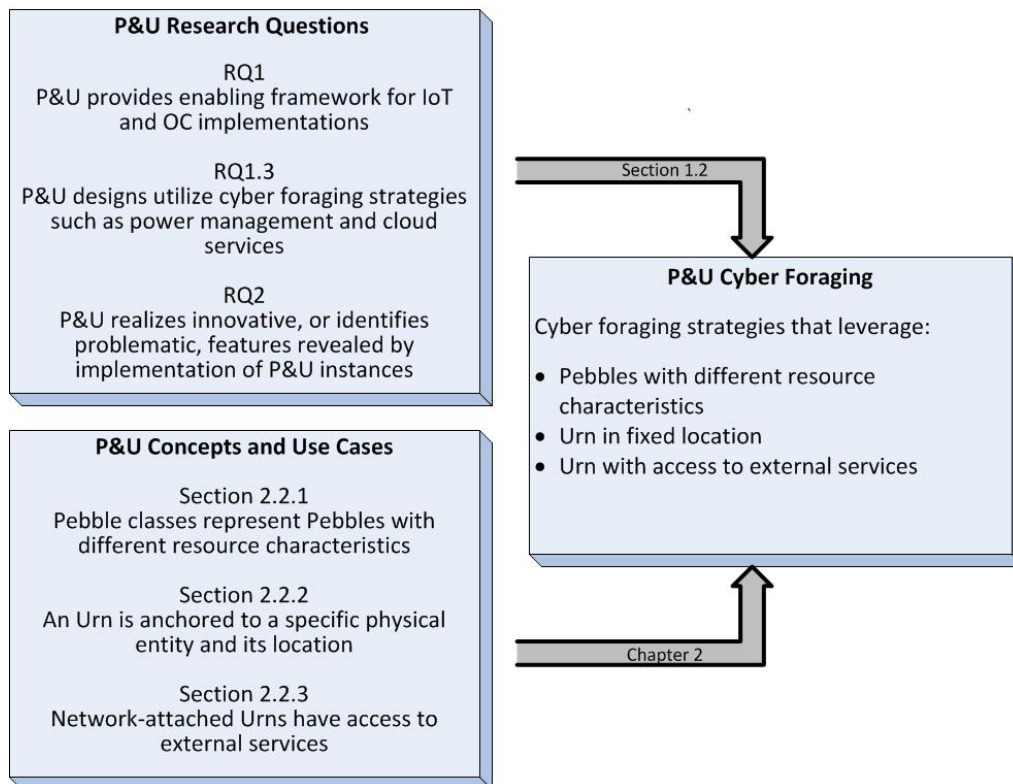 P&U Research Questions
RQ1
P&U provides enabling framework for IoT
and OC implementations
RQ1.3
P&U designs utilize cyber foraging strategies
such as power management and cloud
services
RQ2
P&U realizes innovative, or identifies
problematic, features revealed by
implementation of P&U instances
P&U Concepts and Use Cases
Section 2.2.1
Pebble classes represent Pebbles with
different resource characteristics
Section 2.2.2
An Urn is anchored to a specific physical
entity and its location
Section 2.2.3
Network-attached Urns have access to
external services
`
Section 1.2
Chapter 2
P&U Cyber Foraging
Cyber foraging strategies that leverage:
• Pebbles with different resource
characteristics
• Urn in fixed location
• Urn with access to external services